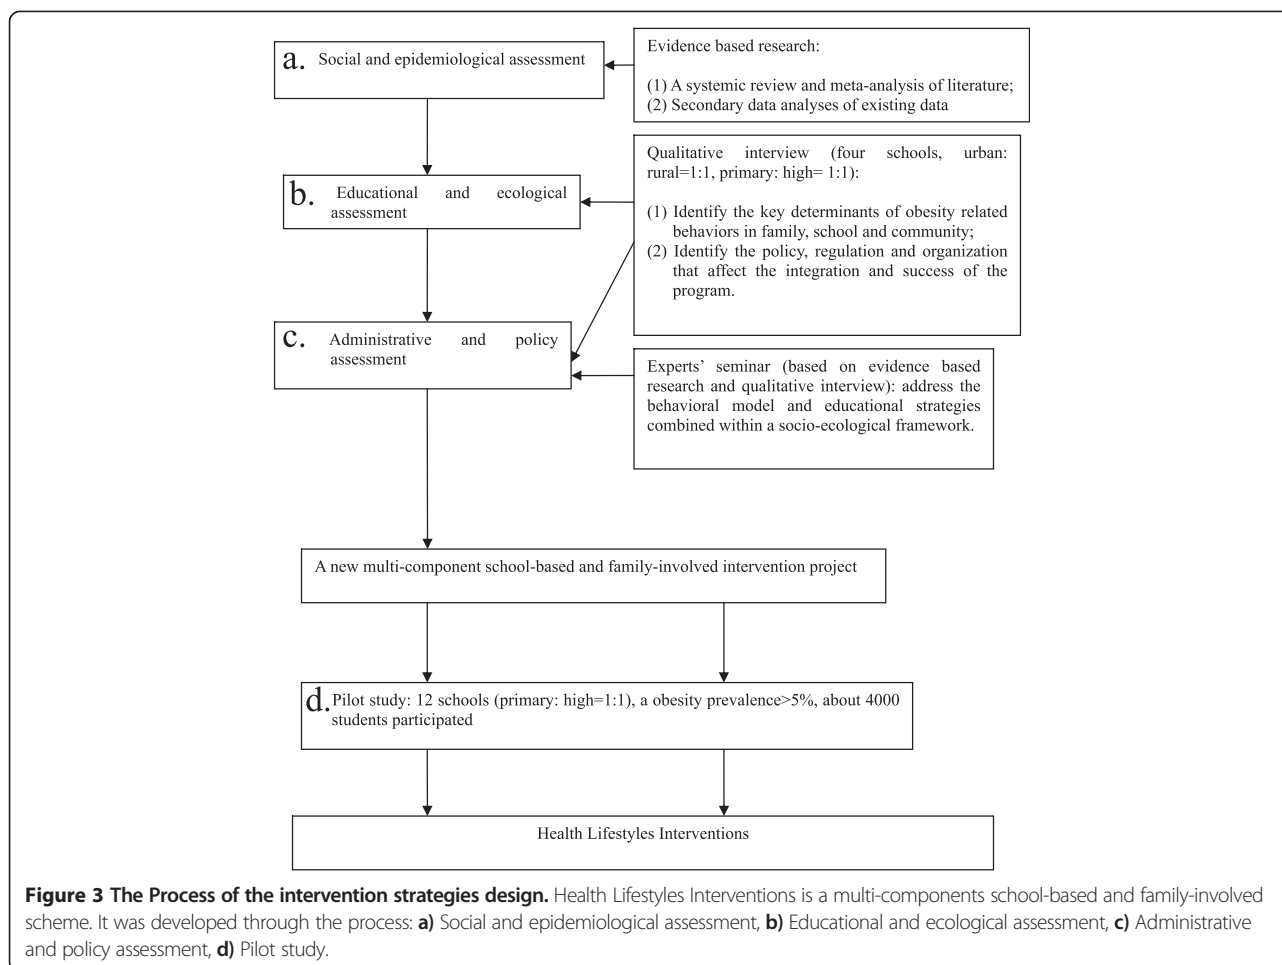 a. Social and epidemiological assessment
Evidence based research:
(1) A systemic review and meta-analysis of literature;
(2) Secondary data analyses of existing data
b. Educational and ecological
assessment
Qualitative interview (four schools, urban:
rural=1:1, primary: high= 1:1):
(1) Identify the key determinants of obesity related
behaviors in family, school and community;
(2) Identify the policy, regulation and organization
that affect the integration and success of the
program.
c. Administrative and policy
assessment
Experts’ seminar (based on evidence based
research and qualitative interview): address the
behavioral model and educational strategies
combined within a socio-ecological framework.
A new multi-component school-based and family-involved intervention project
d. Pilot study: 12 schools (primary: high=1:1), a obesity prevalence>5%, about 4000
students participated
Health Lifestyles Interventions
Figure 3 The Process of the intervention strategies design. Health Lifestyles Interventions is a multi-components school-based and family-involved
scheme. It was developed through the process: a) Social and epidemiological assessment, b) Educational and ecological assessment, c) Administrative
and policy assessment, d) Pilot study.